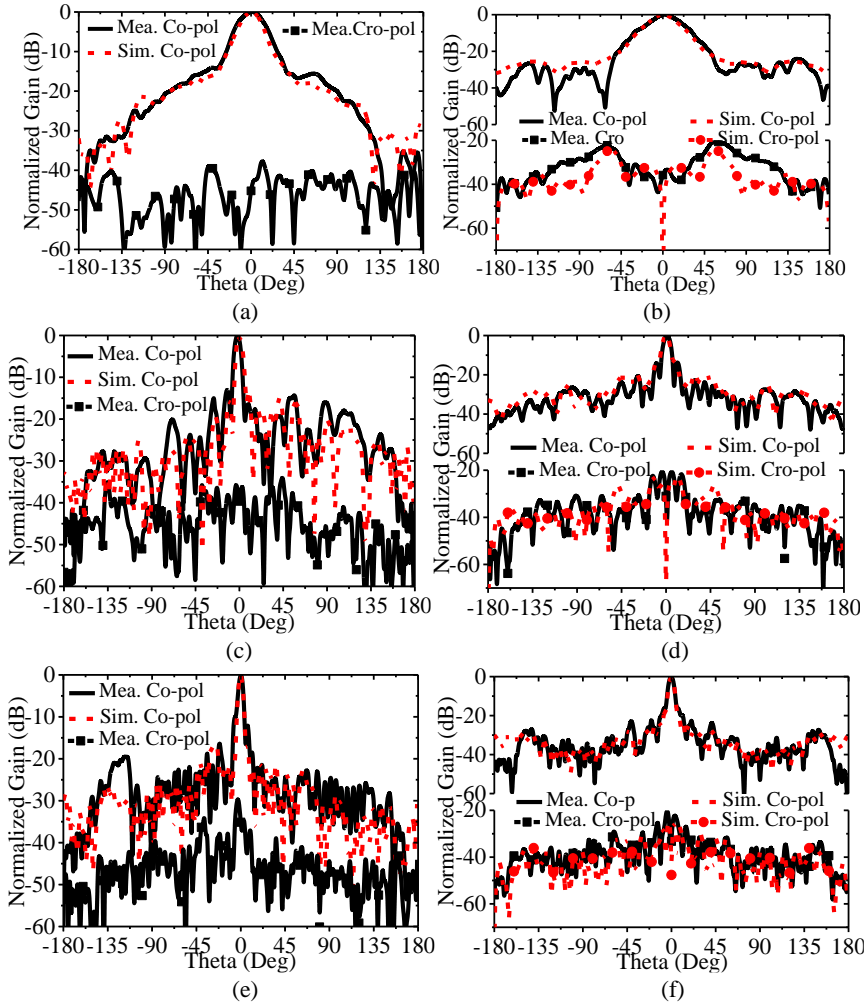 Normalized Gain (dB)
0
-10
-20
-30
-40
-50
-60
Mea. Co-pol
Mea.Cro-pol
Sim. Co-pol
-180
-135
-90
-45
0
45
90
135
180
Theta (Deg)
(a)
Normalized Gain (dB)
0
-20
-40
Mea. Co-pol
Sim. Co-pol
Mea. Cro
Sim. Cro-pol
-20
-40
-60
-180
-135
-90
-45
0
45
90
135
180
Theta (Deg)
(b)
Normalized Gain (dB)
0
-10
-20
-30
-40
-50
-60
Mea. Co-pol
Sim. Co-pol
Mea. Cro-pol
-180
-135
-90
-45
0
45
90
135
180
Theta (Deg)
(c)
Normalized Gain (dB)
0
-20
-40
-60
Mea. Co-pol
Sim. Co-pol
Mea. Cro-pol
Sim. Cro-pol
-20
-40
-60
-180
-135
-90
-45
0
45
90
135
180
Theta (Deg)
(d)
Normalized Gain (dB)
0
-10
-20
-30
-40
-50
-60
Mea. Co-pol
Sim. Co-pol
Mea. Cro-pol
-180
-135
-90
-45
0
45
90
135
180
Theta (Deg)
(e)
Normalized Gain (dB)
0
-20
-40
-60
Mea. Co-p
Sim. Co-pol
Mea. Cro-pol
Sim. Cro-pol
-20
-40
-60
-180
-135
-90
-45
0
45
90
135
180
Theta (Deg)
(f)